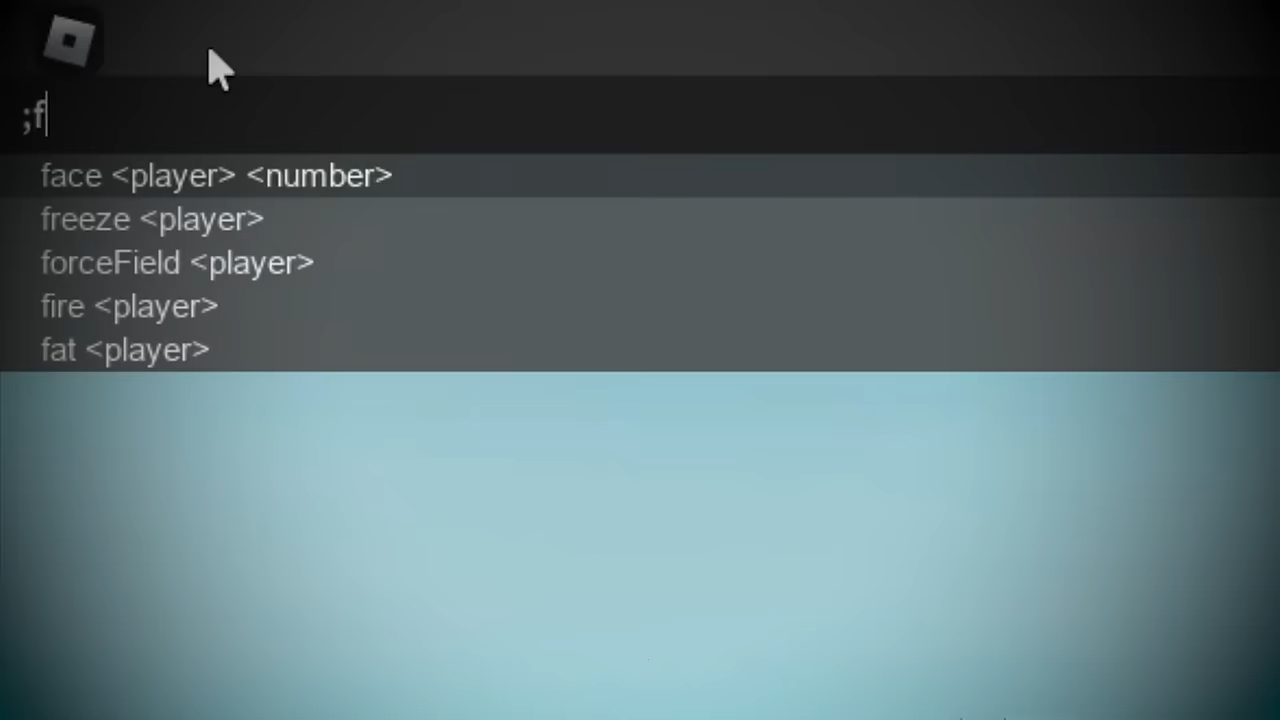 ;f
face <player> <number>
freeze <player>
forceField <player>
fire <player>
fat <player>